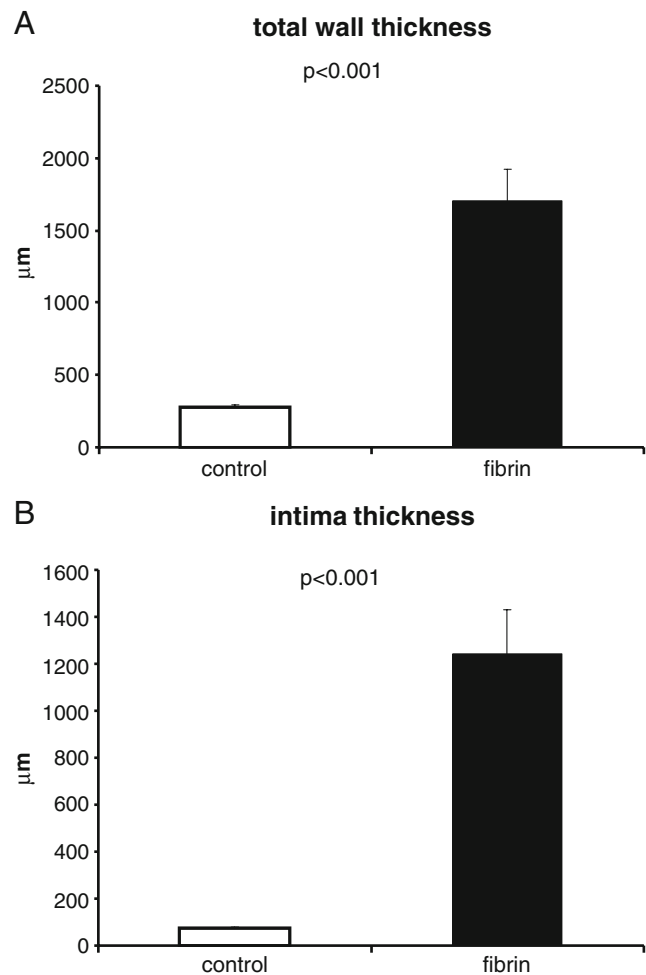 A
total wall thickness
p<0.001
2500
2000
1500
1000
500
0
μm
control
fibrin
B
intima thickness
p<0.001
1600
1400
1200
1000
800
600
400
200
0
μm
control
fibrin